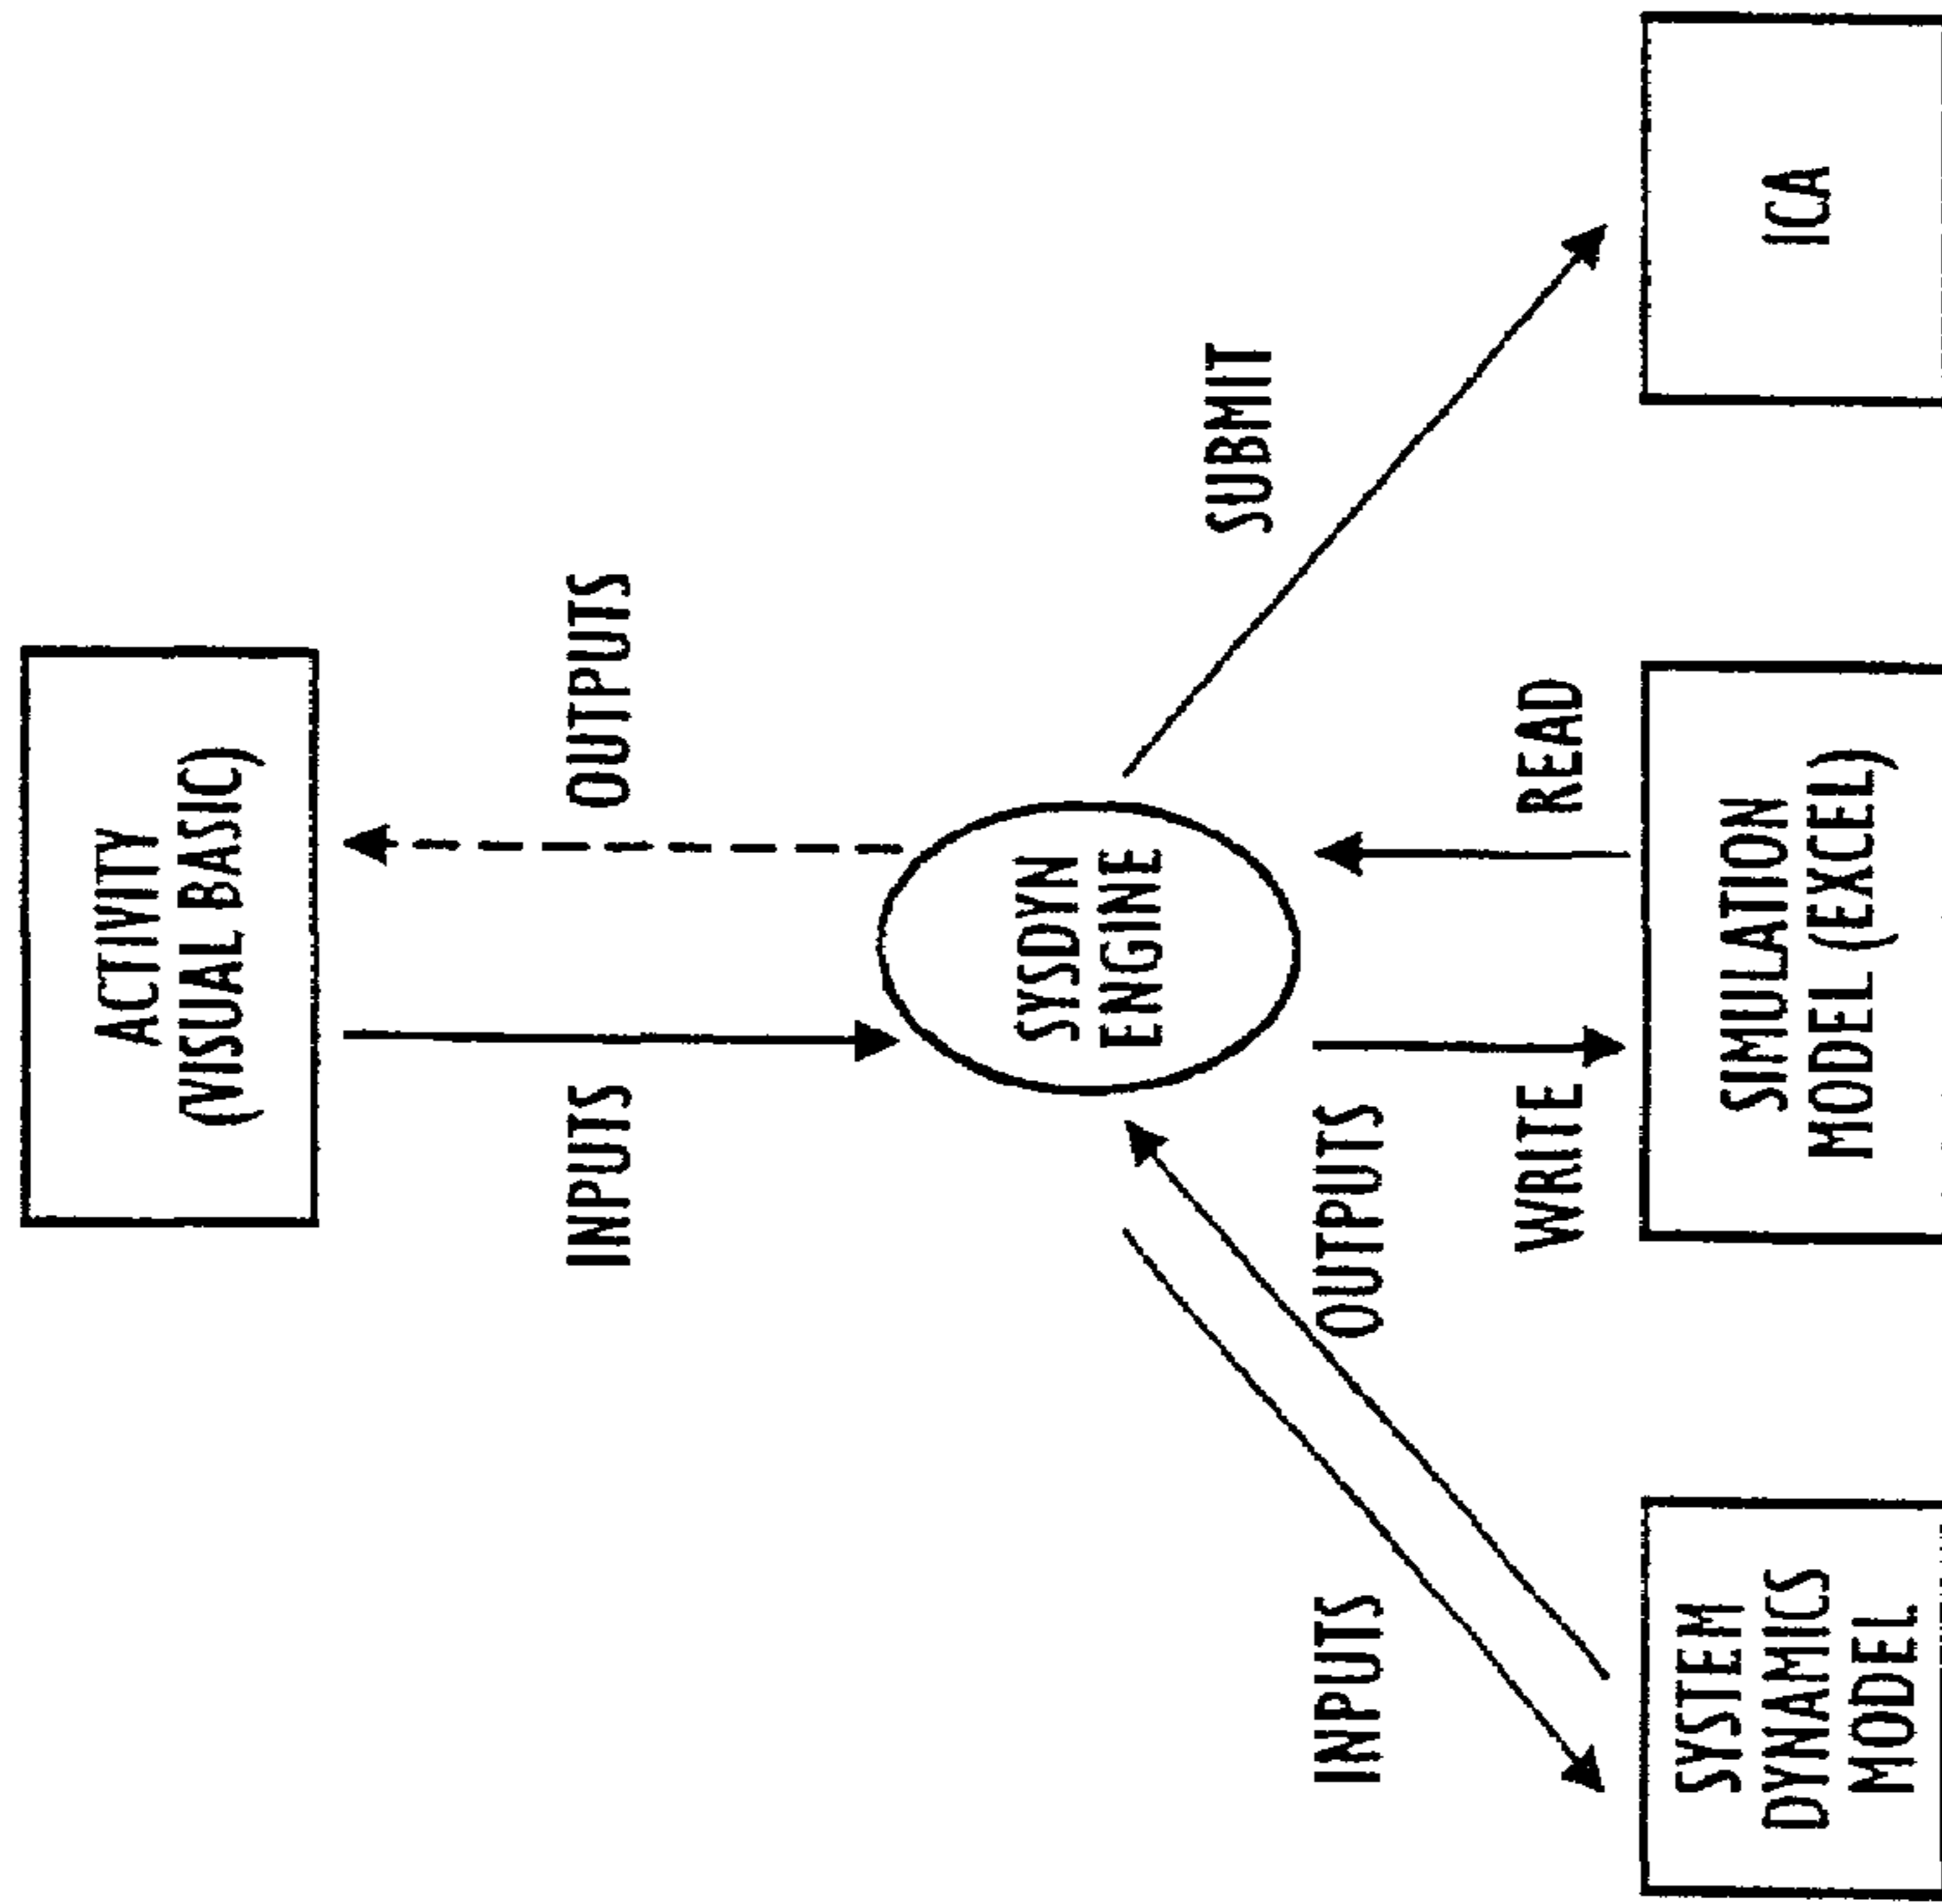 ACTIVITY
(VISUAL BASIC)
INPUTS
OUTPUTS
SYSDYN
ENGINE
SUBMIT
INPUTS
OUTPUTS
WRITE
READ
SYSTEM
DYNAMICS
MODEL
SIMULATION
MODEL (EXCEL)
ICA